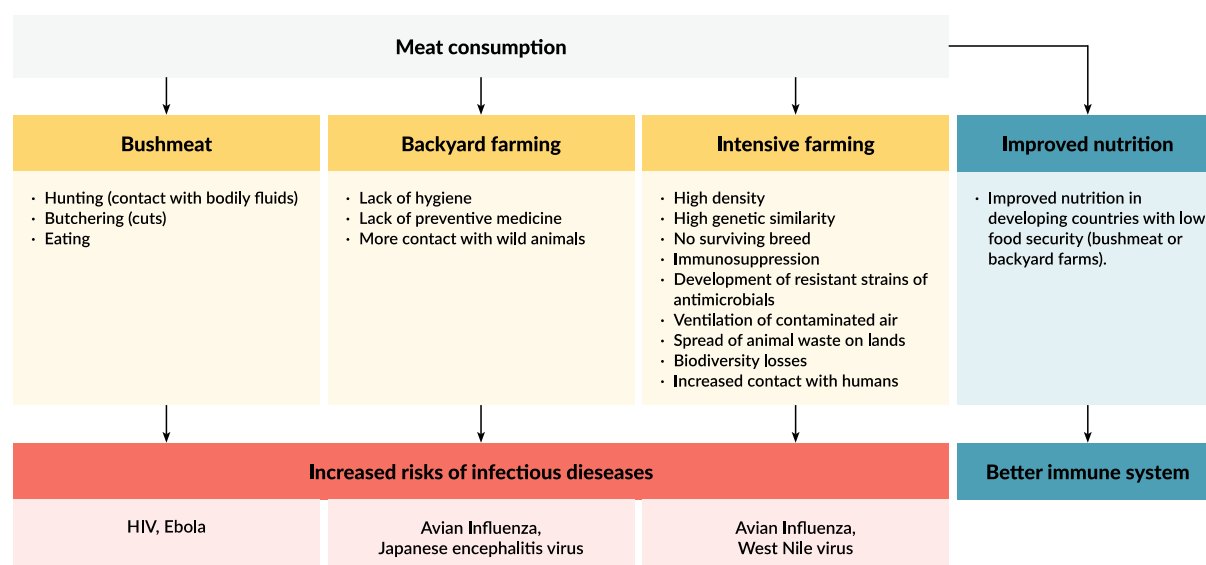 Meat consumption
Bushmeat
· Hunting (contact with bodily fluids)
· Butchering (cuts)
· Eating
Backyard farming
· Lack of hygiene
· Lack of preventive medicine
· More contact with wild animals
Intensive farming
· High density
· High genetic similarity
· No surviving breed
· Immunosuppression
· Development of resistant strains of
antimicrobials
· Ventilation of contaminated air
· Spread of animal waste on lands
· Biodiversity losses
· Increased contact with humans
Improved nutrition
· Improved nutrition in
developing countries with low
food security (bushmeat or
backyard farms).
Increased risks of infectious dieseases
Better immune system
HIV, Ebola
Avian Influenza,
Japanese encephalitis virus
Avian Influenza,
West Nile virus